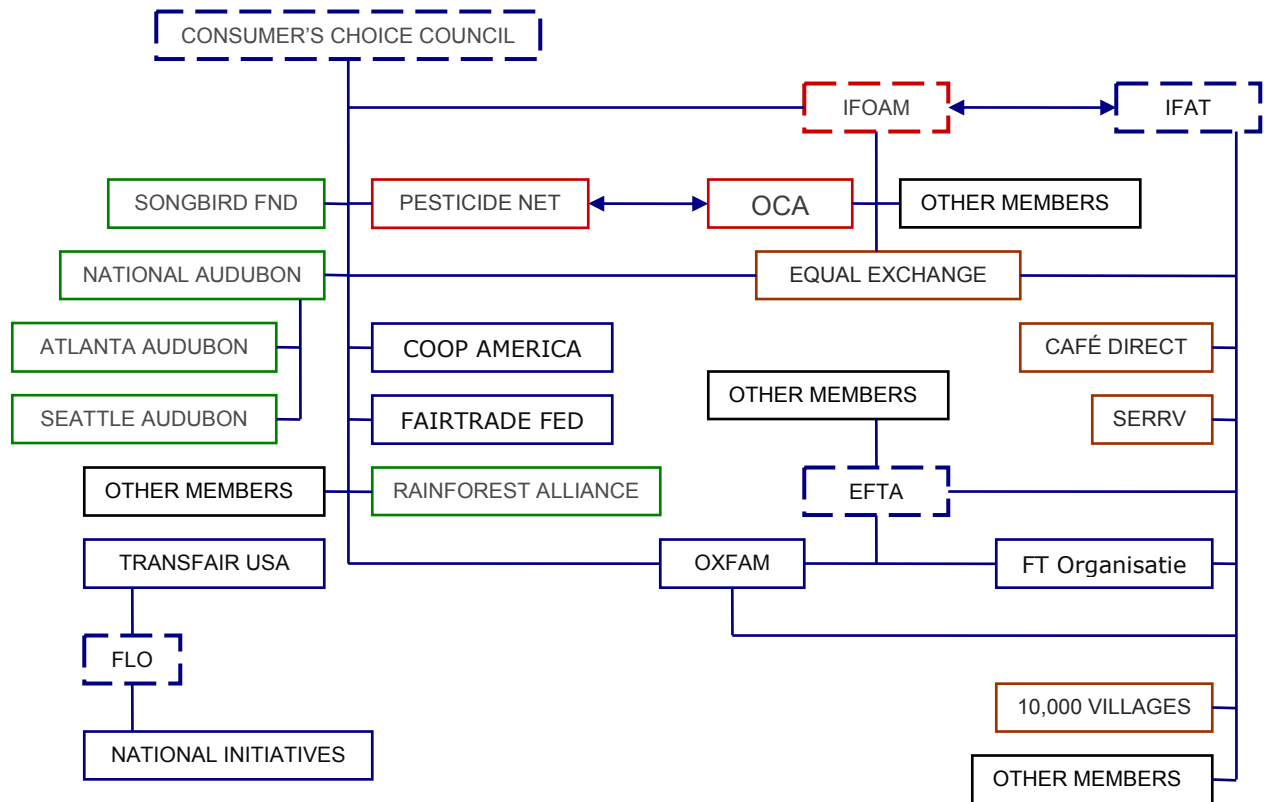 CONSUMER'S CHOICE COUNCIL
IFOAM
IFAT
SONGBIRD FND
PESTICIDE NET
OCA
OTHER MEMBERS
NATIONAL AUDUBON
EQUAL EXCHANGE
ATLANTA AUDUBON
COOP AMERICA
CAFÉ DIRECT
OTHER MEMBERS
SEATTLE AUDUBON
FAIRTRADE FED
SERRV
OTHER MEMBERS
RAINFOREST ALLIANCE
EFTA
TRANSFAIR USA
OXFAM
FT Organisatie
FLO
10,000 VILLAGES
NATIONAL INITIATIVES
OTHER MEMBERS